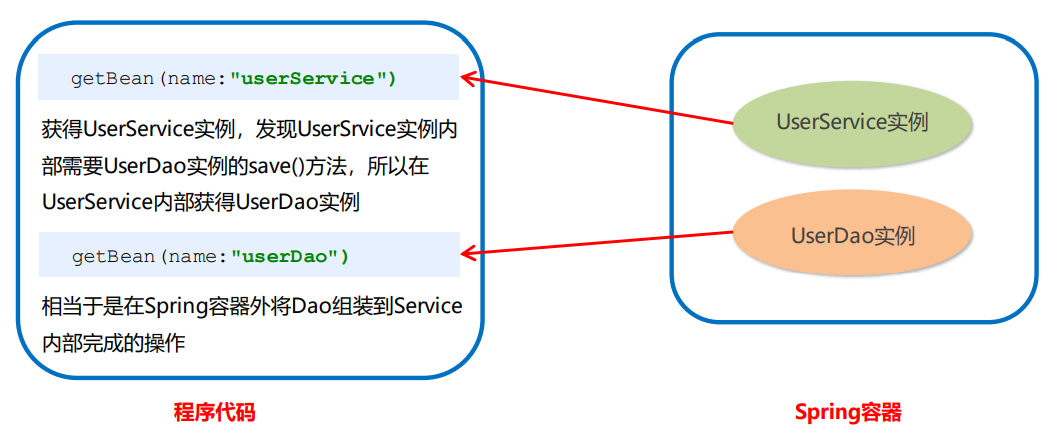 getBean(name:"userService")
获得UserService实例，发现UserSrvice实例内
部需要UserDao实例的save()方法，所以在
UserService内部获得UserDao实例
getBean(name:"userDao")
相当于是在Spring容器外将Dao组装到Service
内部完成的操作
程序代码
UserService实例
UserDao实例
Spring容器